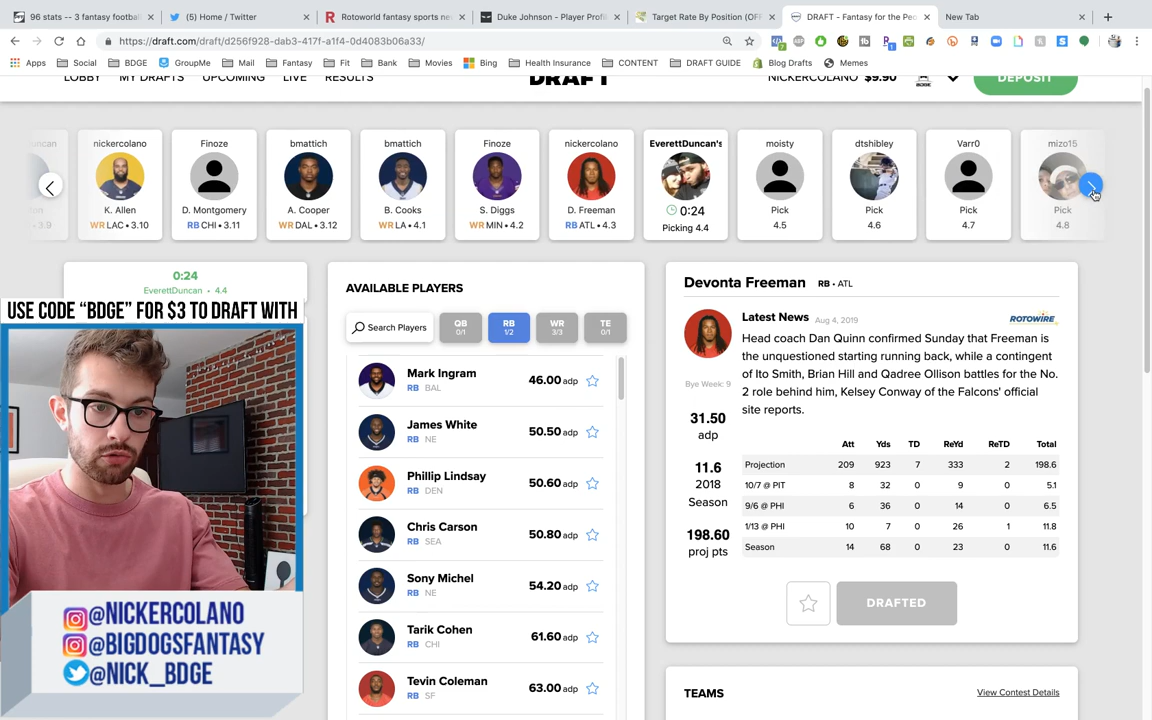 96 stats -- 3 fantasy footbal
(5) Home / Twitter
Rotoworld fantasy sports ne
Duke Johnson - Player Profil
Target Rate By Position (OFF
DRAFT - Fantasy for the Peo
New Tab
https://draft.com/draft/d256f928-dab3-417f-a1f4-0d4083b06a33/
Apps
Social
BDGE
GroupMe
Mail
Fantasy
Fit
Bank
Movies
Bing
Health Insurance
CONTENT
DRAFT GUIDE
Blog Drafts
Memes
LOBBY
MY DRAFTS
UPCOMING
LIVE
RESULTS
DRAFT
NICKERCOLANO
$9.90
DEPOSIT
nickercolano
Finoze
bmattich
bmattich
Finoze
nickercolano
EverettDuncan's
moisty
dtshibley
Varr0
mizo15
0:24
K. Allen
D. Montgomery
A. Cooper
B. Cooks
S. Diggs
D. Freeman
Pick
Pick
Pick
Pick
WR LAC • 3.10
RB CHI • 3.11
WR DAL • 3.12
WR LA • 4.1
WR MIN • 4.2
RB ATL • 4.3
Picking 4.4
4.5
4.6
4.7
4.8
0:24
EverettDuncan • 4.4
USE CODE "BDGE" FOR $3 TO DRAFT WITH
@NICKERCOLANO
@BIGDOGSFANTASY
@NICK_BDGE
AVAILABLE PLAYERS
Search Players
QB
0/1
RB
1/2
WR
3/3
TE
0/1
Mark Ingram
RB BAL
46.00 adp
James White
RB NE
50.50 adp
Phillip Lindsay
RB DEN
50.60 adp
Chris Carson
RB SEA
50.80 adp
Sony Michel
RB NE
54.20 adp
Tarik Cohen
RB CHI
61.60 adp
Tevin Coleman
RB SF
63.00 adp
Devonta Freeman RB • ATL
Latest News Aug 4, 2019
ROTOWIRE
Head coach Dan Quinn confirmed Sunday that Freeman is
the unquestioned starting running back, while a contingent
of Ito Smith, Brian Hill and Qadree Ollison battles for the No.
2 role behind him, Kelsey Conway of the Falcons' official
site reports.
Bye Week: 9
31.50
adp
11.6
2018
Season
198.60
proj pts
Att Yds TD ReYd ReTD Total
Projection 209 923 7 333 2 198.6
10/7 @ PIT 8 32 0 9 0 5.1
9/6 @ PHI 6 36 0 14 0 6.5
1/13 @ PHI 10 7 0 26 1 11.8
Season 14 68 0 23 0 11.6
DRAFTED
TEAMS
View Contest Details